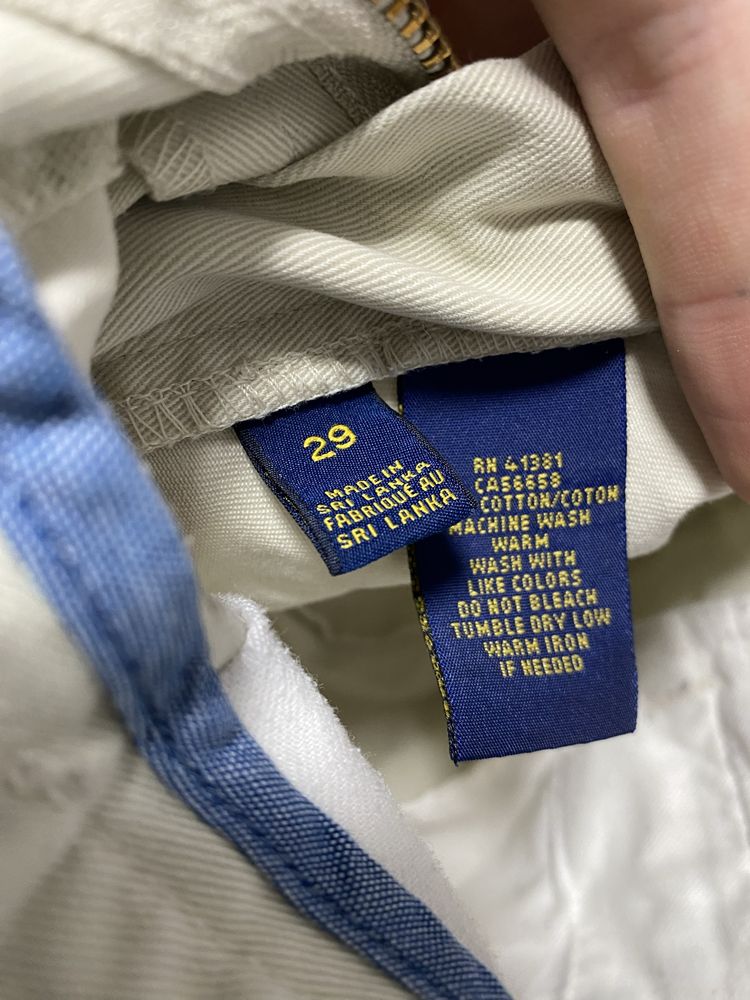 29
MADE IN
SRI LANKA
FABRIQUÉ AU
SRI LANKA
RN 41381
CA56658
COTTON/COTON
MACHINE WASH
WARM
WASH WITH
LIKE COLORS
DO NOT BLEACH
TUMBLE DRY LOW
WARM IRON
IF NEEDED